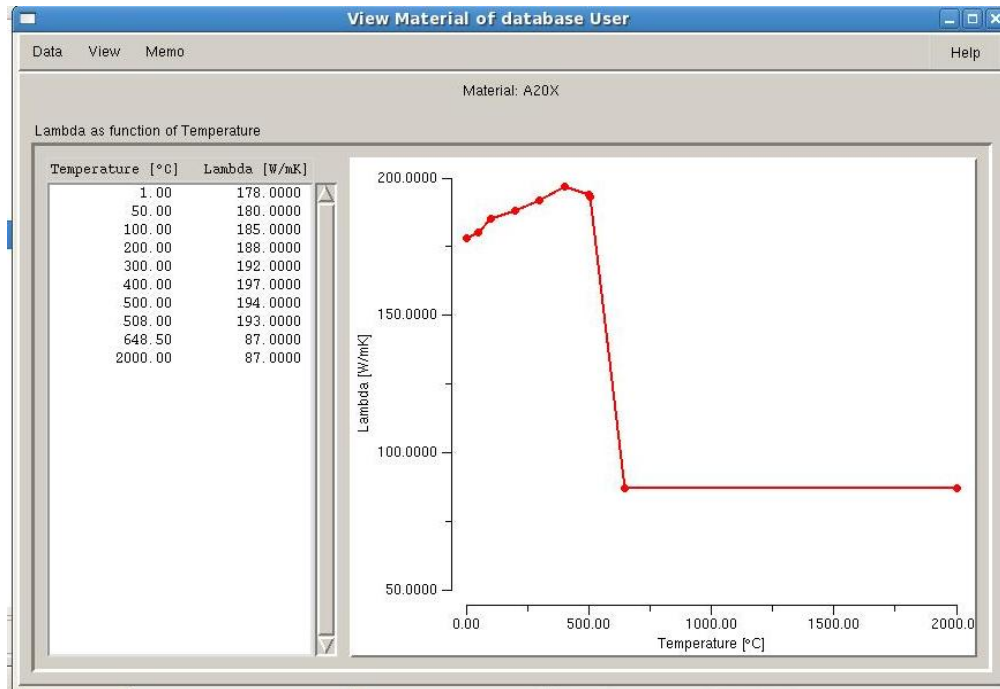 View Material of database User
Data View Memo Help
Material: A20X
Lambda as function of Temperature
Temperature [°C] Lambda [W/mK]
1.00 178.0000
50.00 180.0000
100.00 185.0000
200.00 188.0000
300.00 192.0000
400.00 197.0000
500.00 194.0000
508.00 193.0000
648.50 87.0000
2000.00 87.0000
200.0000
150.0000
100.0000
50.0000
Lambda [W/mK]
0.00 500.00 1000.00 1500.00 2000.0
Temperature [°C]